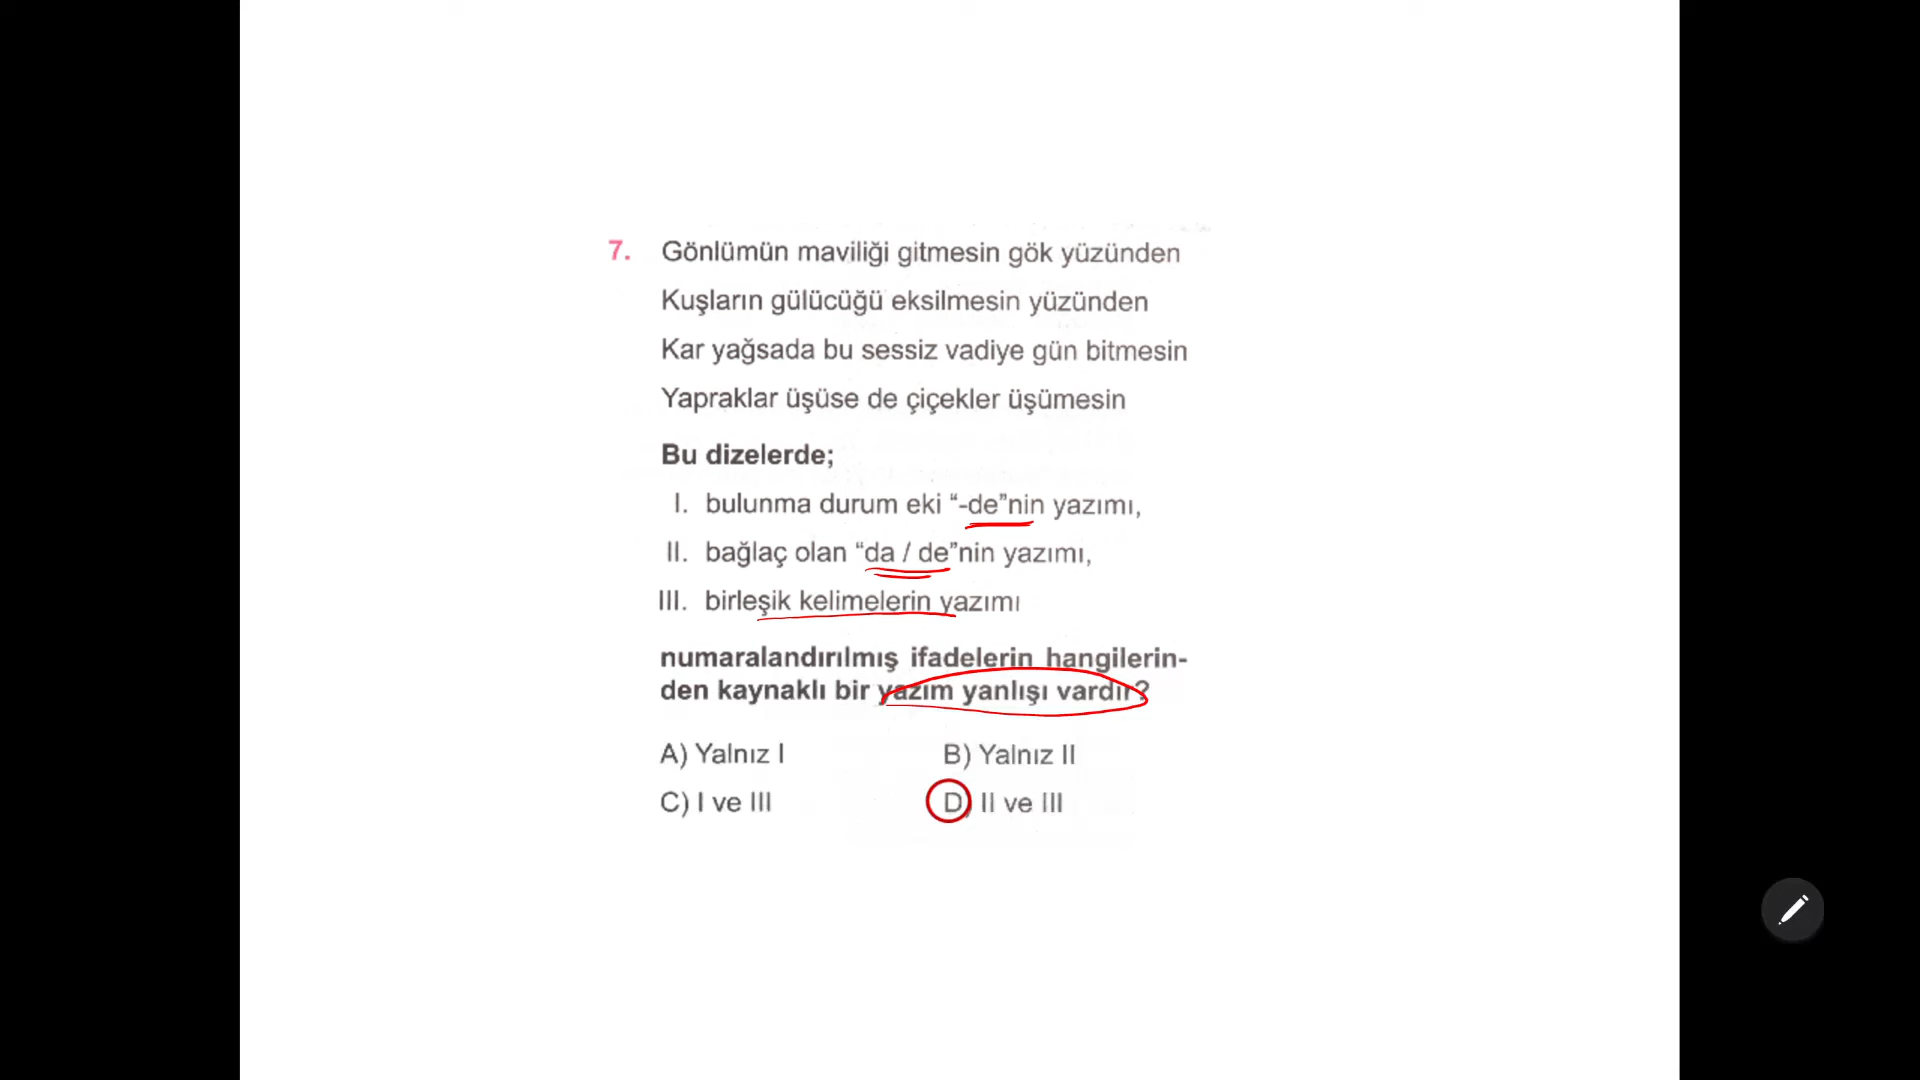 7. Gönlümün maviliği gitmesin gök yüzünden
Kuşların gülücüğü eksilmesin yüzünden
Kar yağsada bu sessiz vadiye gün bitmesin
Yapraklar üşüse de çiçekler üşümesin
Bu dizelerde;
I. bulunma durum eki “-de”nin yazımı,
II. bağlaç olan “da / de”nin yazımı,
III. birleşik kelimelerin yazımı
numaralandırılmış ifadelerin hangilerin-
den kaynaklı bir yazım yanlışı vardır?
A) Yalnız I B) Yalnız II
C) I ve III D) II ve III